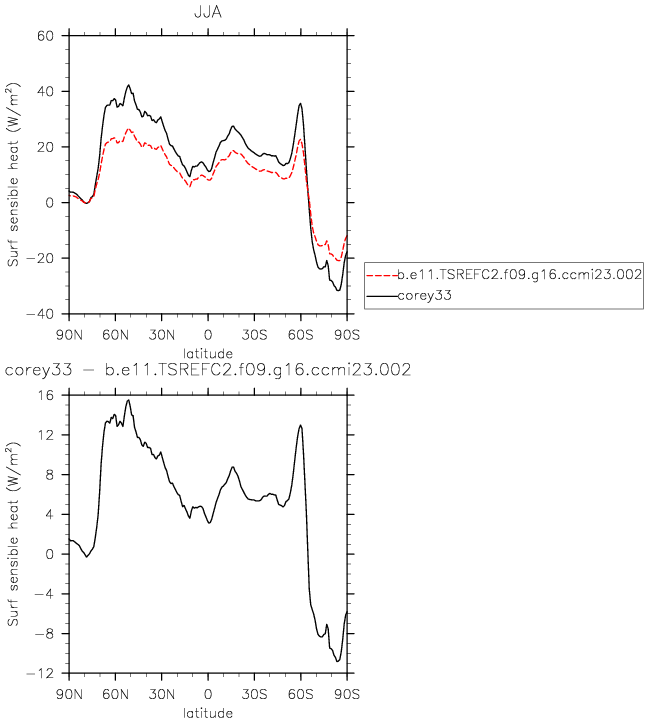 JJA
60
40
20
0
−20
−40
Surf sensible heat (W/m²)
90N 60N 30N 0 30S 60S 90S
latitude
b.e11.TSREFC2.f09.g16.ccmi23.002
corey33
corey33 − b.e11.TSREFC2.f09.g16.ccmi23.002
16
12
8
4
0
−4
−8
−12
Surf sensible heat (W/m²)
90N 60N 30N 0 30S 60S 90S
latitude